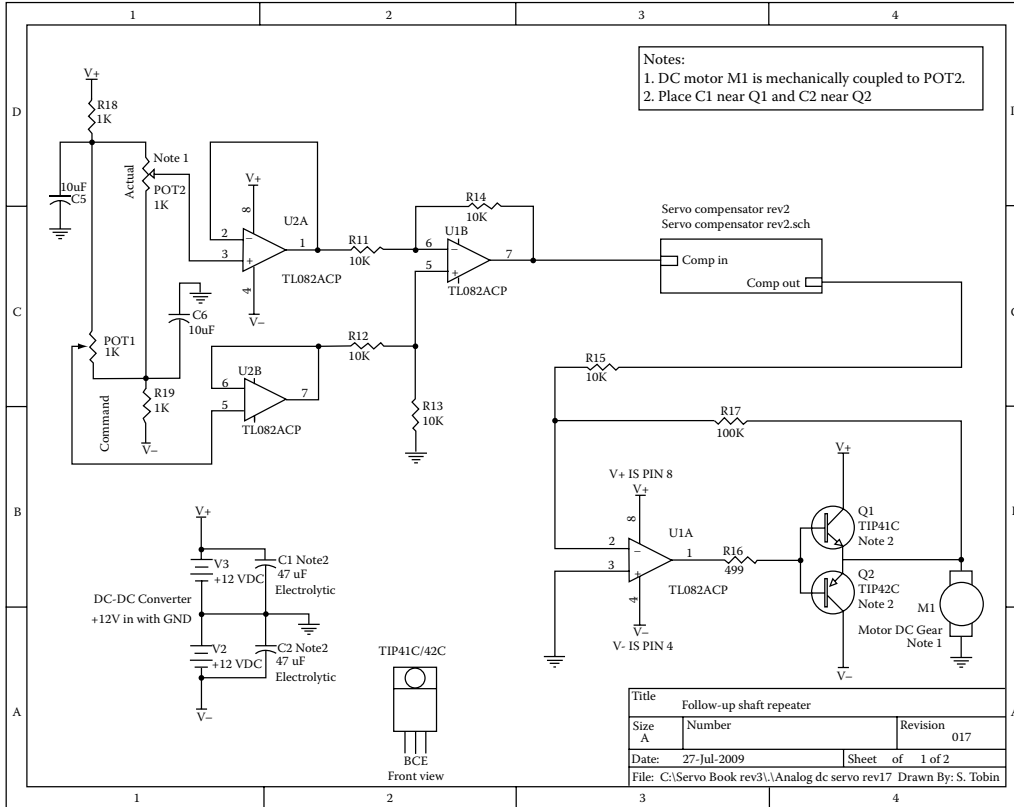 1
2
3
4
D
C
B
A
Notes:
1. DC motor M1 is mechanically coupled to POT2.
2. Place C1 near Q1 and C2 near Q2
V+
R18
1K
10uF
C5
Actual
Note 1
POT2
1K
V+
8
2
3
−
+
1
4
V−
U2A
TL082ACP
R11
10K
R14
10K
U1B
6
5
−
+
7
TL082ACP
Servo compensator rev2
Servo compensator rev2.sch
Comp in
Comp out
C6
10uF
POT1
1K
R19
1K
V−
Command
U2B
6
5
7
TL082ACP
R12
10K
R13
10K
R15
10K
R17
100K
V+ IS PIN 8
V+
8
U1A
2
3
−
+
1
4
TL082ACP
V−
V- IS PIN 4
R16
499
V+
Q1
TIP41C
Note 2
Q2
TIP42C
Note 2
V−
M1
Motor DC Gear
Note 1
V+
V3
+12 VDC
C1 Note2
47 uF
Electrolytic
DC-DC Converter
+12V in with GND
V2
+12 VDC
C2 Note2
47 uF
Electrolytic
V−
TIP41C/42C
BCE
Front view
Title
Follow-up shaft repeater
Size
A
Number
Revision
017
Date: 27-Jul-2009
Sheet of 1 of 2
File: C:\Servo Book rev3\.\Analog dc servo rev17 Drawn By: S. Tobin
1
2
3
4